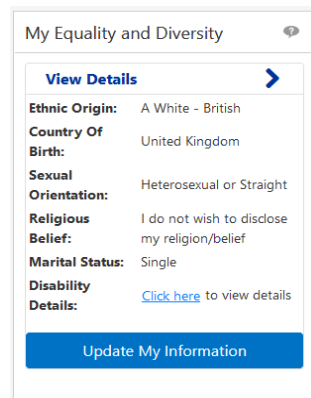 My Equality and Diversity
View Details
Ethnic Origin: A White - British
Country Of
Birth: United Kingdom
Sexual
Orientation: Heterosexual or Straight
Religious I do not wish to disclose
Belief: my religion/belief
Marital Status: Single
Disability
Details: Click here to view details
Update My Information